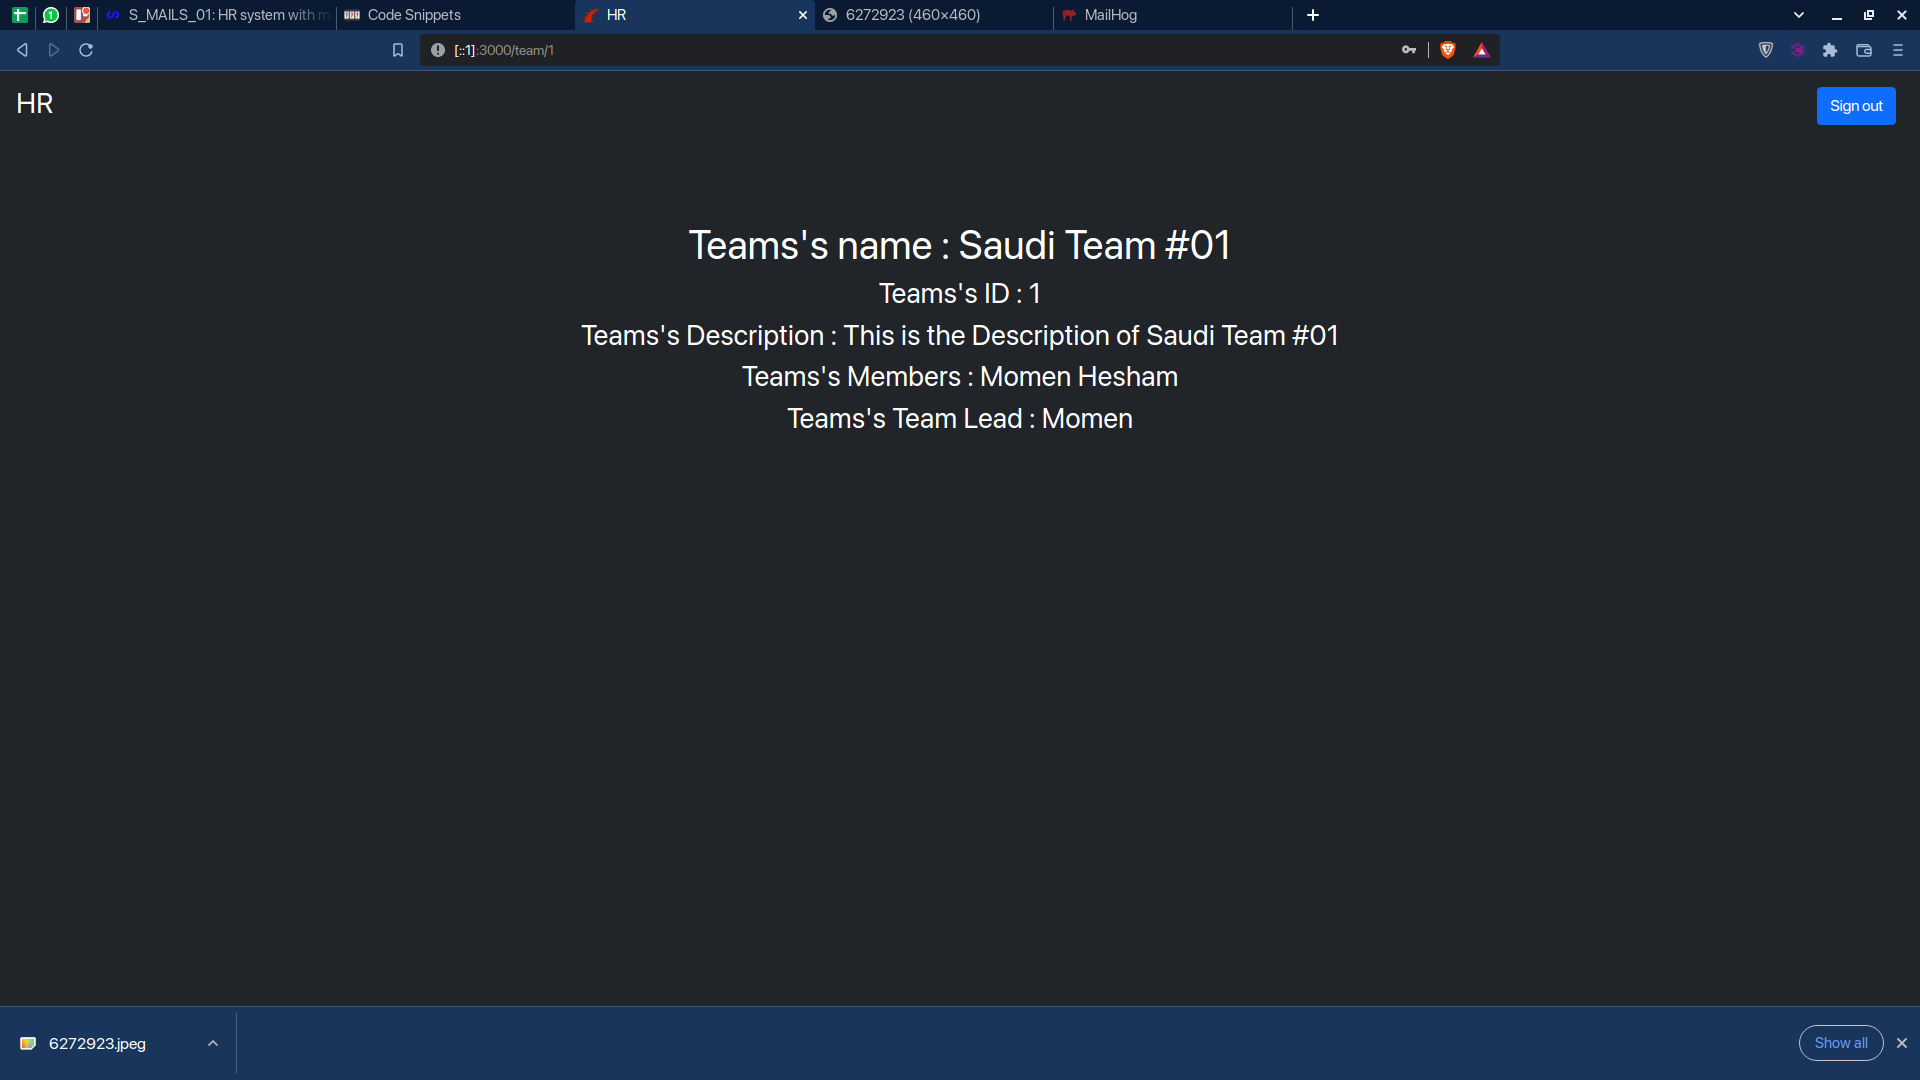 S_MAILS_01: HR system with m
Code Snippets
HR
6272923 (460×460)
MailHog
[::1]:3000/team/1
HR
Sign out
Teams's name : Saudi Team #01
Teams's ID : 1
Teams's Description : This is the Description of Saudi Team #01
Teams's Members : Momen Hesham
Teams's Team Lead : Momen
6272923.jpeg
Show all